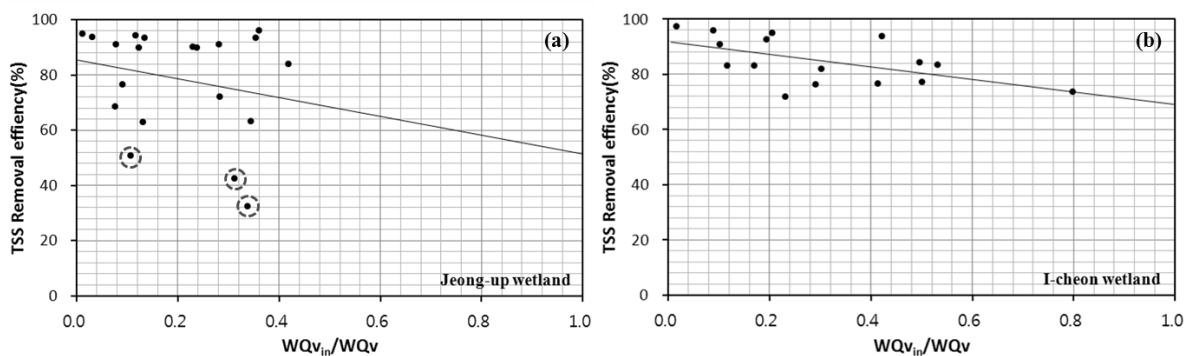 100
80
60
40
20
0
TSS Removal effiency(%)
(a)
Jeong-up wetland
0.0 0.2 0.4 0.6 0.8 1.0
WQv_in/WQv
100
80
60
40
20
0
TSS Removal effiency(%)
(b)
I-cheon wetland
0.0 0.2 0.4 0.6 0.8 1.0
WQv_in/WQv